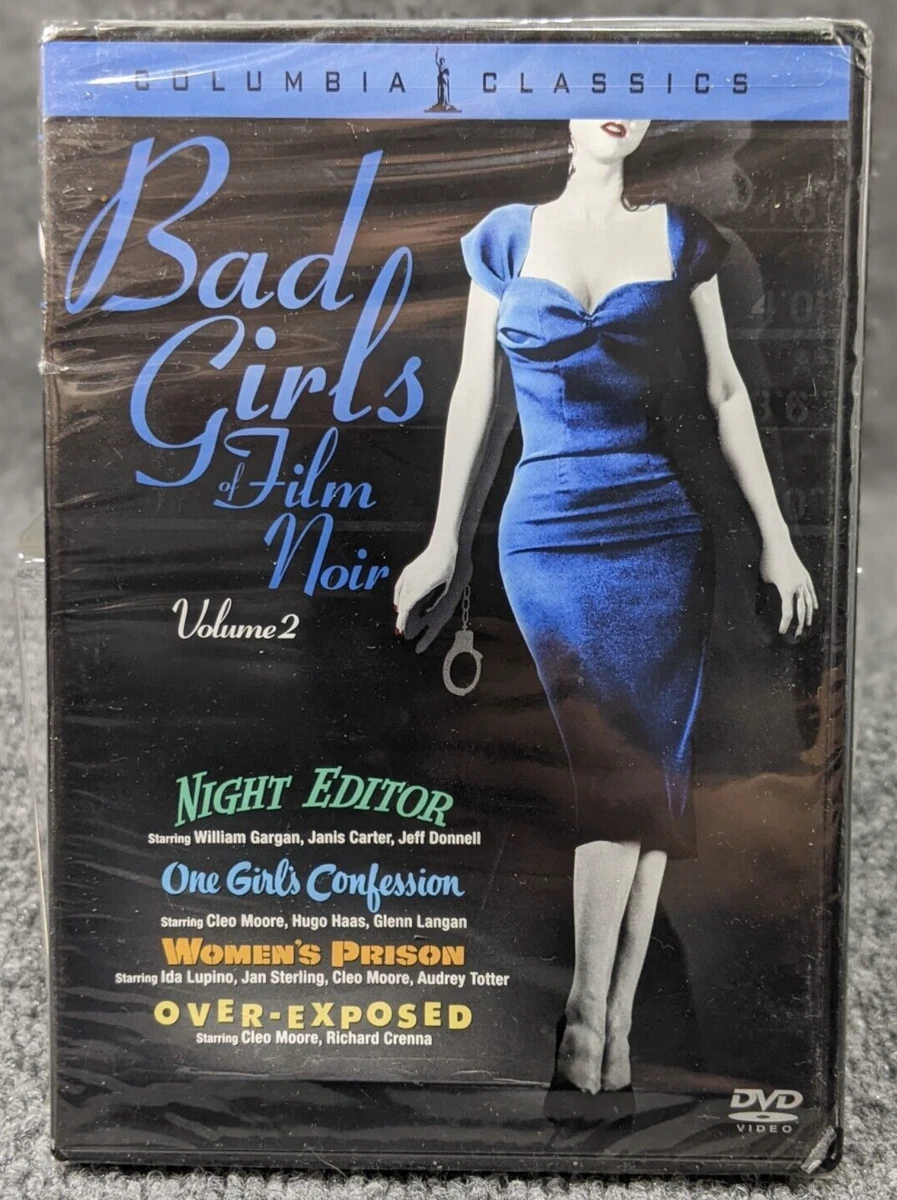 COLUMBIA CLASSICS
Bad
Girls
of Film
Noir
Volume 2
NIGHT EDITOR
Starring William Gargan, Janis Carter, Jeff Donnell
One Girl's Confession
Starring Cleo Moore, Hugo Haas, Glenn Langan
WOMEN'S PRISON
Starring Ida Lupino, Jan Sterling, Cleo Moore, Audrey Totter
OVER-EXPOSED
Starring Cleo Moore, Richard Crenna
DVD
VIDEO